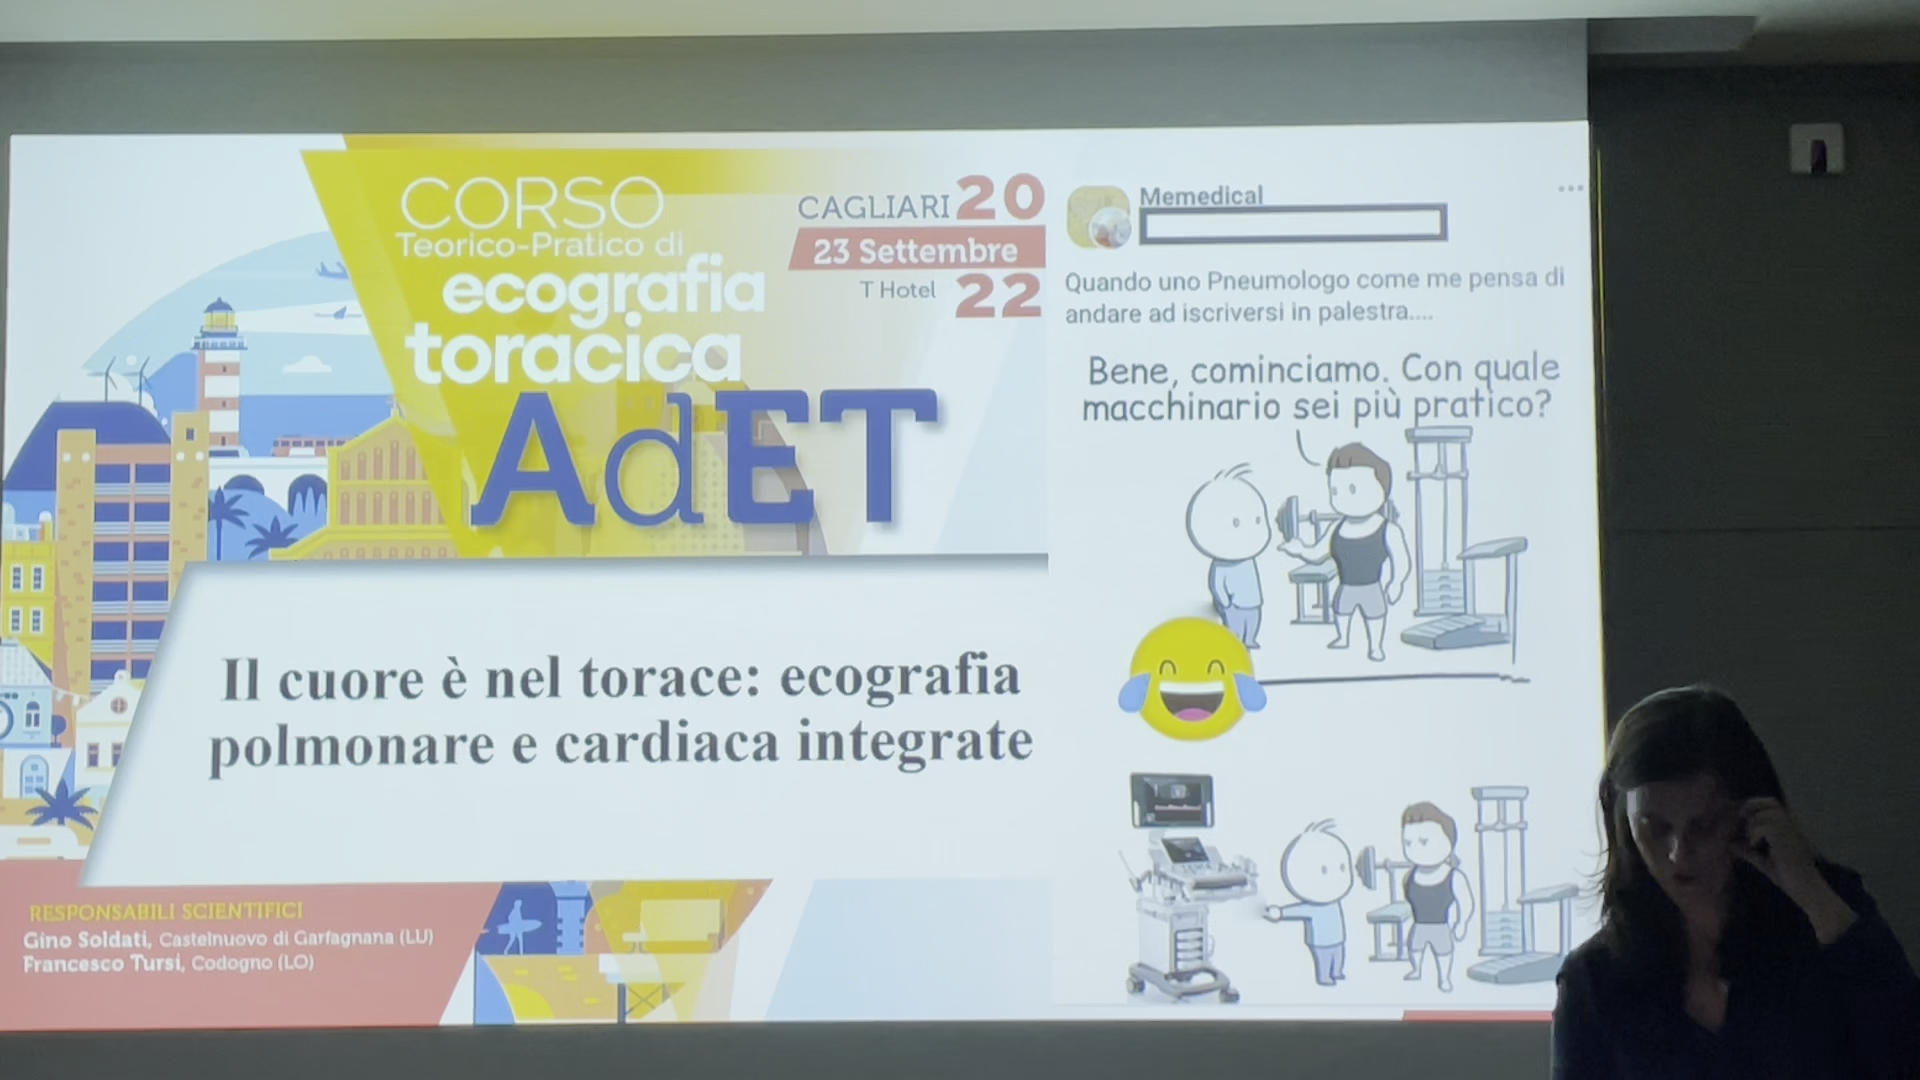 CORSO
Teorico-Pratico di
ecografia
toracica
AdET
CAGLIARI 20
23 Settembre
T Hotel 22
Il cuore è nel torace: ecografia
polmonare e cardiaca integrate
RESPONSABILI SCIENTIFICI
Gino Soldati, Castelnuovo di Garfagnana (LU)
Francesco Tursi, Codogno (LO)
Memedical
Quando uno Pneumologo come me pensa di
andare ad iscriversi in palestra....
Bene, cominciamo. Con quale
macchinario sei più pratico?